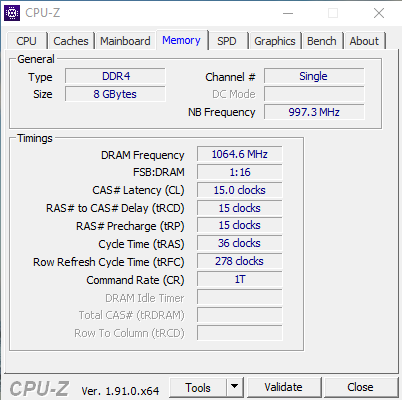 CPU-Z
CPU Caches Mainboard Memory SPD Graphics Bench About
General
Type DDR4 Channel # Single
Size 8 GBytes DC Mode
NB Frequency 997.3 MHz
Timings
DRAM Frequency 1064.6 MHz
FSB:DRAM 1:16
CAS# Latency (CL) 15.0 clocks
RAS# to CAS# Delay (tRCD) 15 clocks
RAS# Precharge (tRP) 15 clocks
Cycle Time (tRAS) 36 clocks
Row Refresh Cycle Time (tRFC) 278 clocks
Command Rate (CR) 1T
DRAM Idle Timer
Total CAS# (tRDRAM)
Row To Column (tRCD)
CPU-Z Ver. 1.91.0.x64 Tools Validate Close